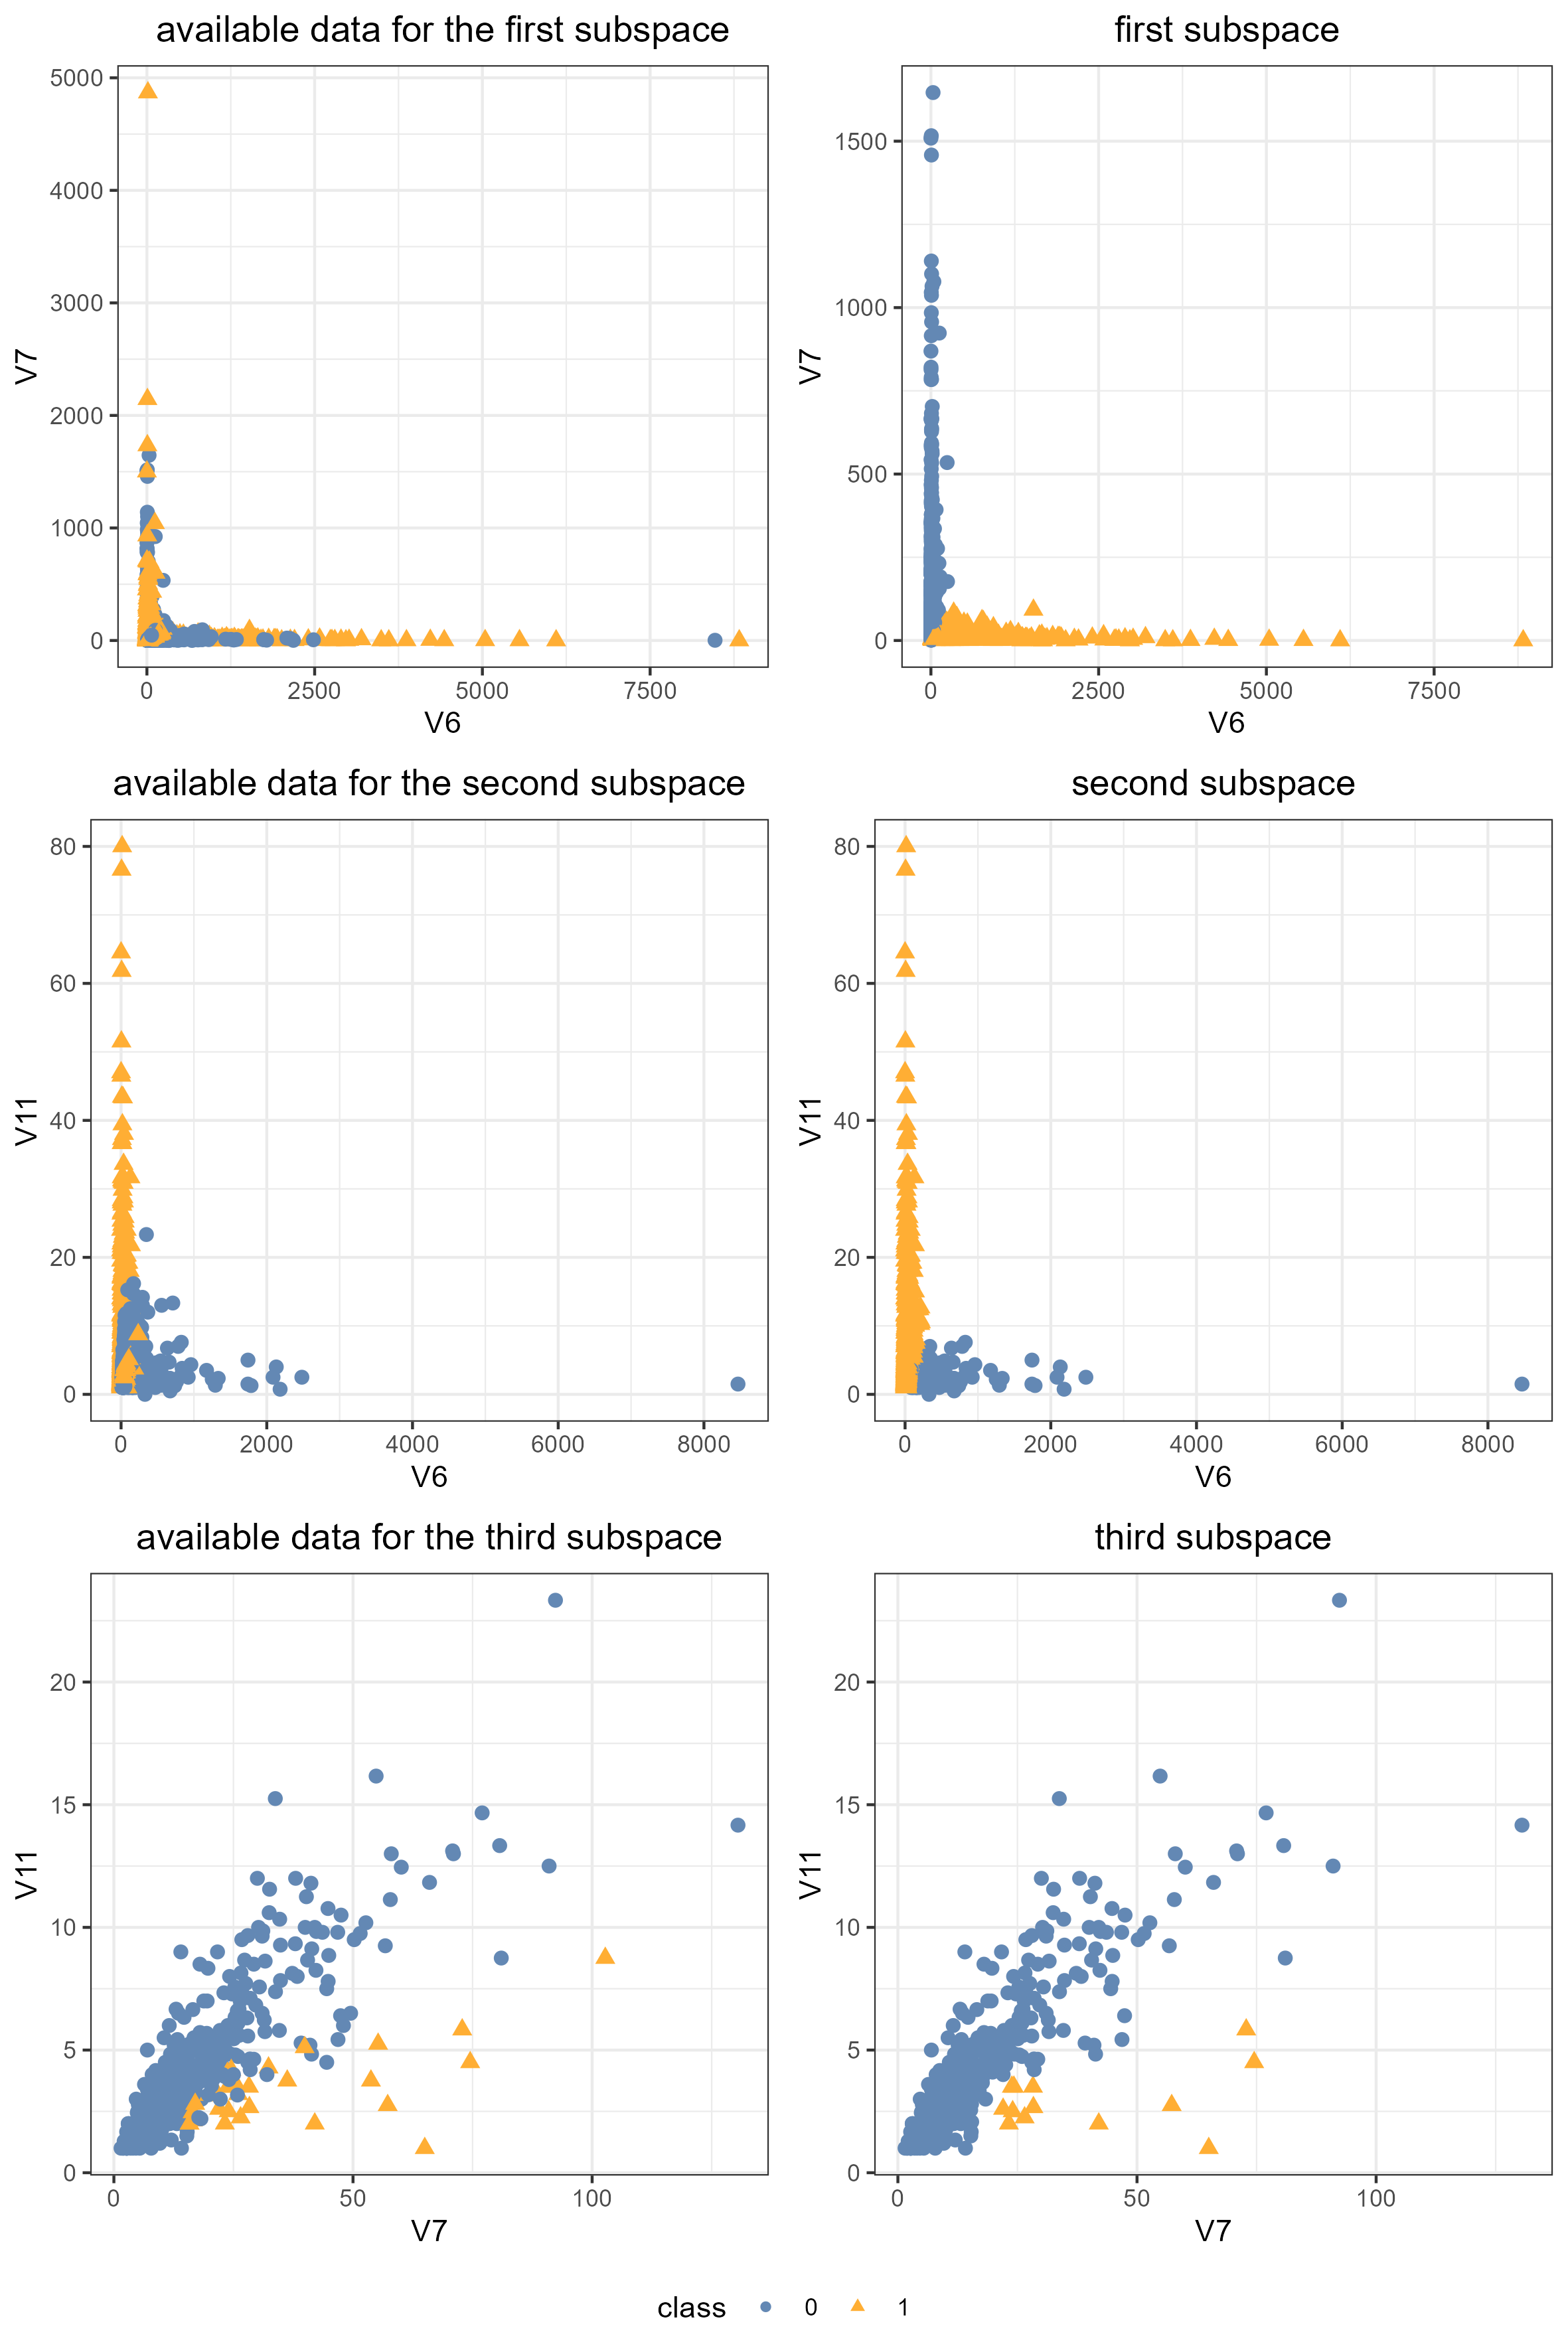 available data for the first subspace
first subspace
5000
4000
3000
2000
1000
0
V7
0 2500 5000 7500
V6
1500
1000
500
0
V7
0 2500 5000 7500
V6
available data for the second subspace
second subspace
80
60
40
20
0
V11
0 2000 4000 6000 8000
V6
80
60
40
20
0
V11
0 2000 4000 6000 8000
V6
available data for the third subspace
third subspace
20
15
10
5
0
V11
0 50 100
V7
20
15
10
5
0
V11
0 50 100
V7
class 0 1